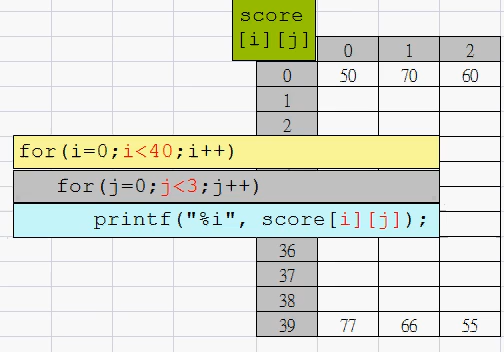 score
[i][j]
0 1 2
0 50 70 60
1
2
for(i=0;i<40;i++)
for(j=0;j<3;j++)
printf("%i", score[i][j]);
36
37
38
39 77 66 55